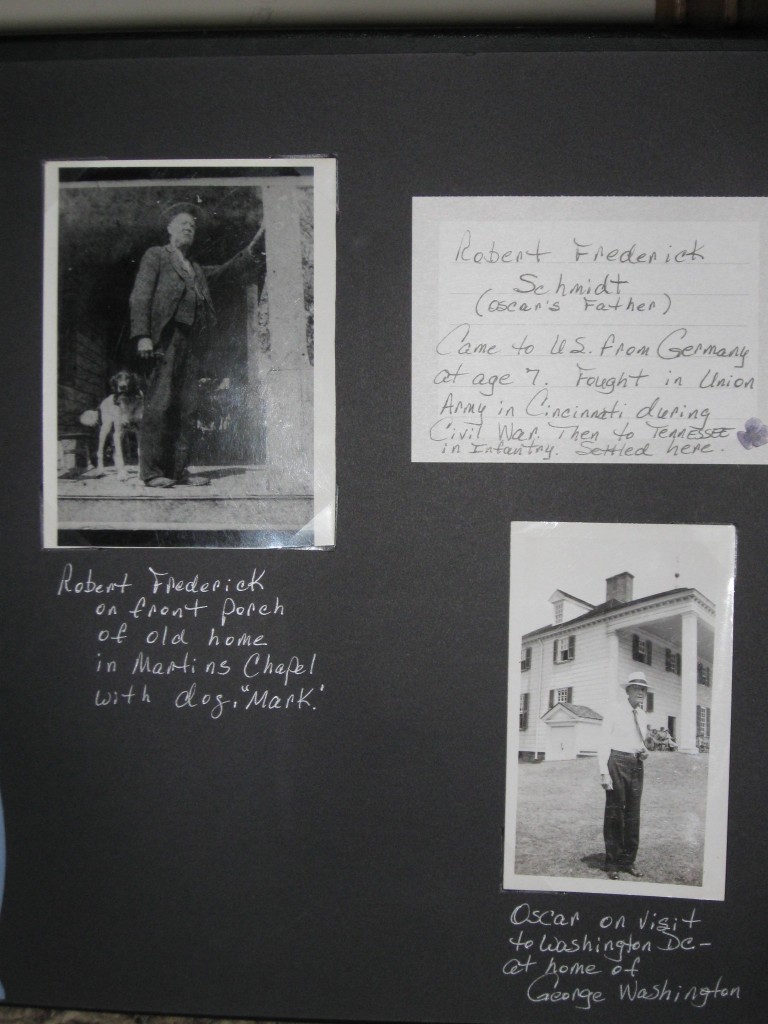 Robert Frederick
Schmidt
(Oscar's Father)
Came to U.S. from Germany
at age 7. Fought in Union
Army in Cincinnati during
Civil War. Then to Tennessee
in Infantry. Settled here.
Robert Frederick
on front porch
of old home
in Martins Chapel
with dog, "Mark."
Oscar on visit
to Washington DC-
at home of
George Washington